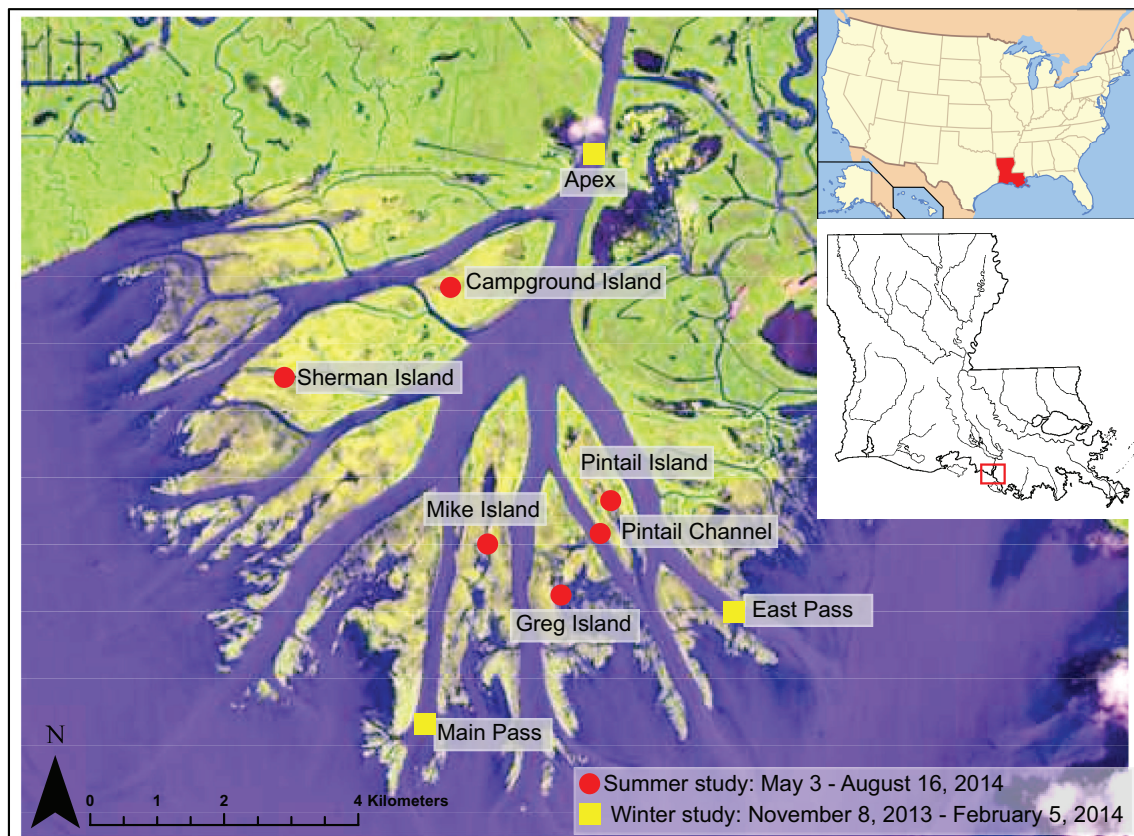 Apex
Campground Island
Sherman Island
Pintail Island
Mike Island
Pintail Channel
Greg Island
East Pass
Main Pass
N
0 1 2 4 Kilometers
Summer study: May 3 - August 16, 2014
Winter study: November 8, 2013 - February 5, 2014